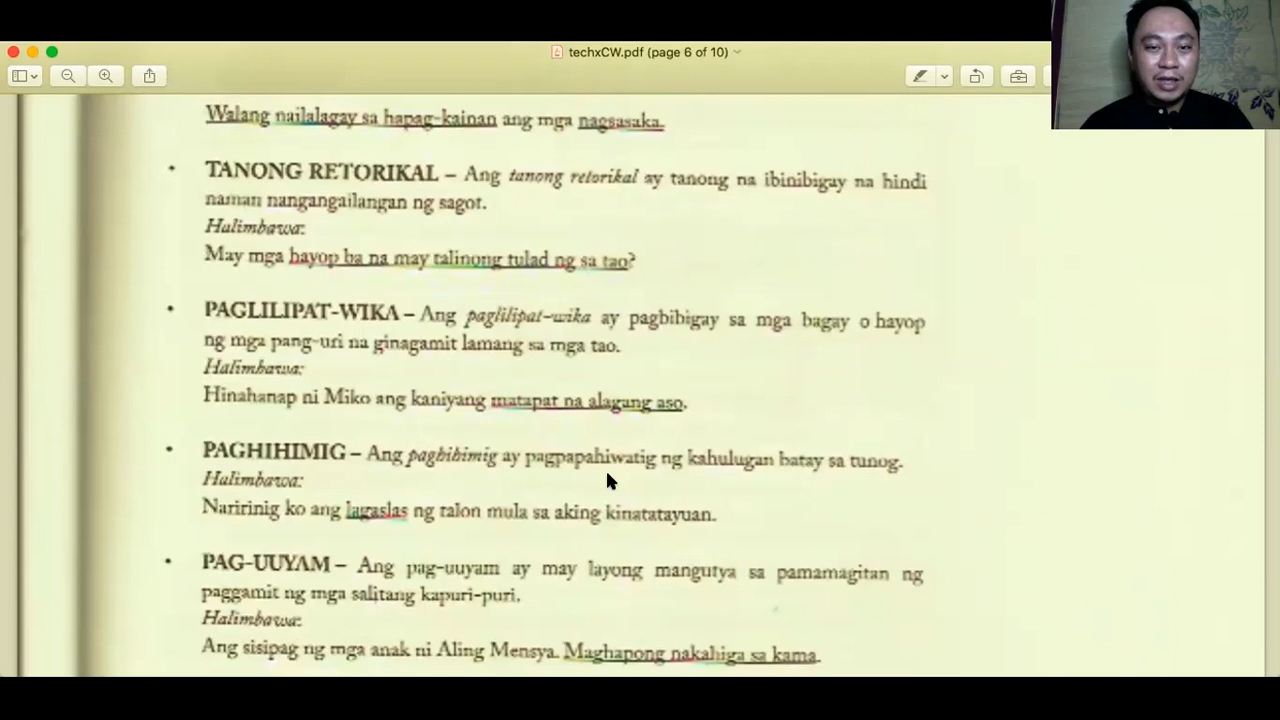 techxCW.pdf (page 6 of 10)
Walang nailalagay sa hapag-kainan ang mga nagsasaka.
• TANONG RETORIKAL – Ang tanong retorikal ay tanong na ibinibigay na hindi
naman nangangailangan ng sagot.
Halimbawa:
May mga hayop ba na may talinong tulad ng sa tao?
• PAGLILIPAT-WIKA – Ang paglilipat-wika ay pagbibigay sa mga bagay o hayop
ng mga pang-uri na ginagamit lamang sa mga tao.
Halimbawa:
Hinahanap ni Miko ang kaniyang matapat na alagang aso.
• PAGHIHIMIG – Ang paghihimig ay pagpapahiwatig ng kahulugan batay sa tunog.
Halimbawa:
Naririnig ko ang lagaslas ng talon mula sa aking kinatatayuan.
• PAG-UUYAM – Ang pag-uuyam ay may layong mangutya sa pamamagitan ng
paggamit ng mga salitang kapuri-puri.
Halimbawa:
Ang sisipag ng mga anak ni Aling Mensya. Maghapong nakahiga sa kama.